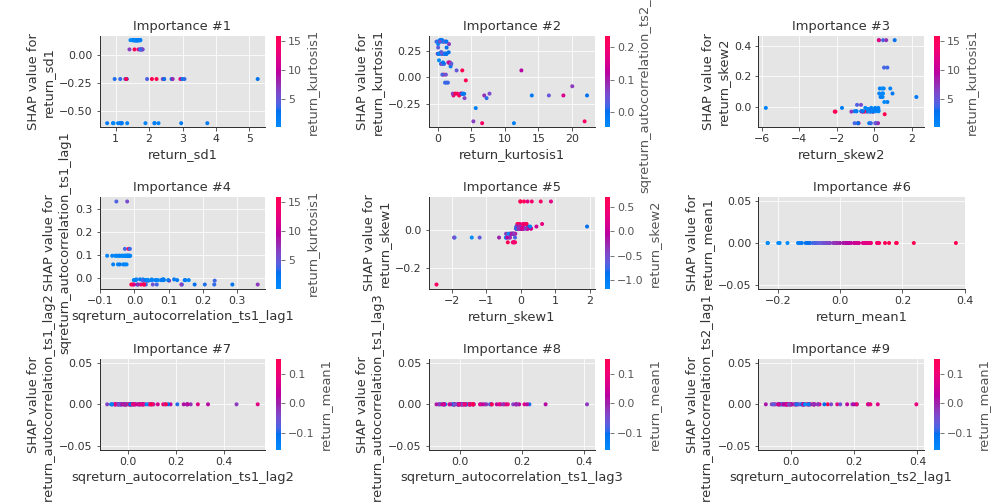 Importance #1
SHAP value for
return_sd1
0.00
−0.25
−0.50
1
2
3
4
5
return_sd1
15
10
5
return_kurtosis1
Importance #2
SHAP value for
return_kurtosis1
0.25
0.00
−0.25
0
5
10
15
20
return_kurtosis1
0.2
0.1
0.0
sqreturn_autocorrelation_ts2_
Importance #3
SHAP value for
return_skew2
0.4
0.2
0.0
−6
−4
−2
0
2
return_skew2
15
10
5
return_kurtosis1
Importance #4
SHAP value for
sqreturn_autocorrelation_ts1_lag1
0.3
0.2
0.1
0.0
−0.1
0.0
0.1
0.2
0.3
sqreturn_autocorrelation_ts1_lag1
15
10
5
return_kurtosis1
Importance #5
SHAP value for
return_skew1
0.0
−0.2
−2
−1
0
1
2
return_skew1
0.5
0.0
−0.5
−1.0
return_skew2
Importance #6
SHAP value for
return_mean1
0.05
0.00
−0.05
−0.2
0.0
0.2
0.4
return_mean1
Importance #7
SHAP value for
return_autocorrelation_ts1_lag2
0.05
0.00
−0.05
0.0
0.2
0.4
sqreturn_autocorrelation_ts1_lag2
0.1
0.0
−0.1
return_mean1
Importance #8
SHAP value for
return_autocorrelation_ts1_lag3
0.05
0.00
−0.05
0.0
0.2
0.4
sqreturn_autocorrelation_ts1_lag3
0.1
0.0
−0.1
return_mean1
Importance #9
SHAP value for
return_autocorrelation_ts2_lag1
0.05
0.00
−0.05
0.0
0.2
0.4
sqreturn_autocorrelation_ts2_lag1
0.1
0.0
−0.1
return_mean1